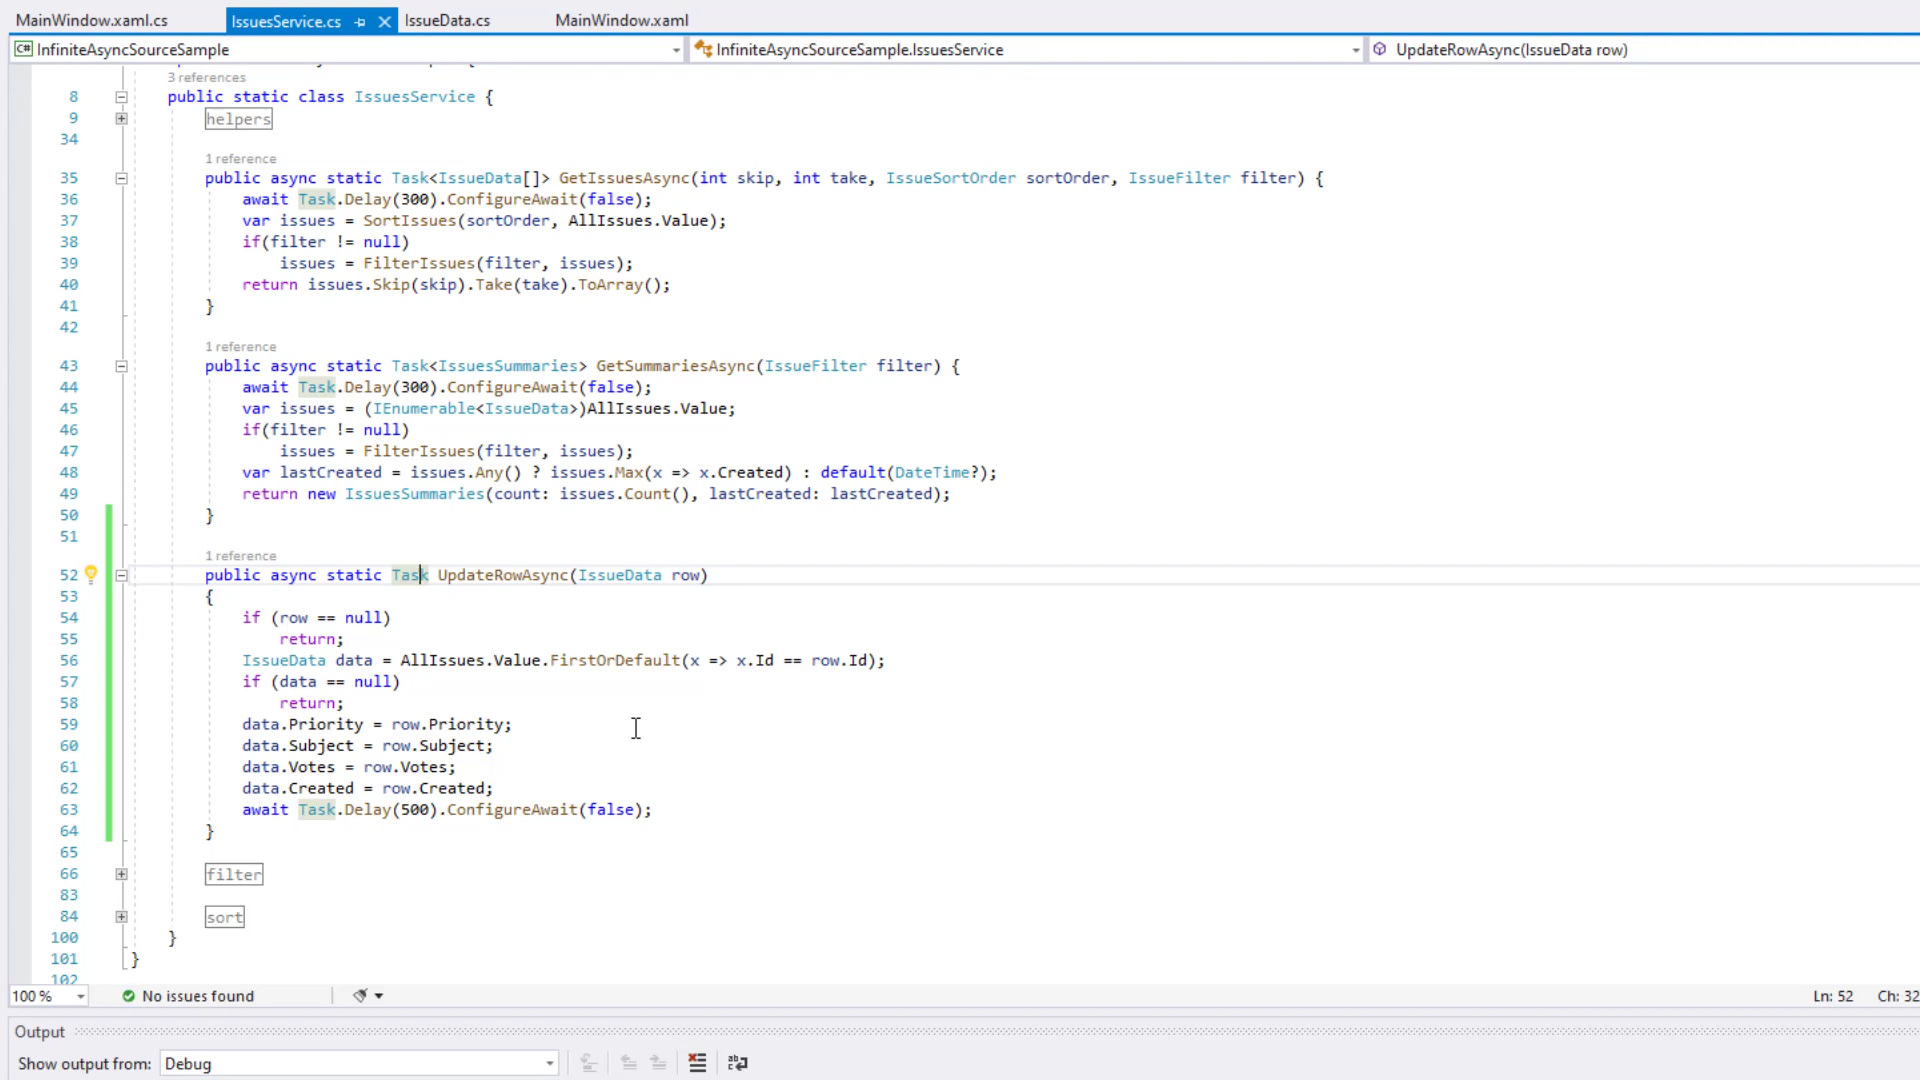 MainWindow.xaml.cs IssuesService.cs IssueData.cs MainWindow.xaml
C# InfiniteAsyncSourceSample InfiniteAsyncSourceSample.IssuesService UpdateRowAsync(IssueData row)
3 references
8 public static class IssuesService {
9 helpers
34
1 reference
35 public async static Task<IssueData[]> GetIssuesAsync(int skip, int take, IssueSortOrder sortOrder, IssueFilter filter) {
36 await Task.Delay(300).ConfigureAwait(false);
37 var issues = SortIssues(sortOrder, AllIssues.Value);
38 if(filter != null)
39 issues = FilterIssues(filter, issues);
40 return issues.Skip(skip).Take(take).ToArray();
41 }
42
1 reference
43 public async static Task<IssuesSummaries> GetSummariesAsync(IssueFilter filter) {
44 await Task.Delay(300).ConfigureAwait(false);
45 var issues = (IEnumerable<IssueData>)AllIssues.Value;
46 if(filter != null)
47 issues = FilterIssues(filter, issues);
48 var lastCreated = issues.Any() ? issues.Max(x => x.Created) : default(DateTime?);
49 return new IssuesSummaries(count: issues.Count(), lastCreated: lastCreated);
50 }
51
1 reference
52 public async static Task UpdateRowAsync(IssueData row)
53 {
54 if (row == null)
55 return;
56 IssueData data = AllIssues.Value.FirstOrDefault(x => x.Id == row.Id);
57 if (data == null)
58 return;
59 data.Priority = row.Priority;
60 data.Subject = row.Subject;
61 data.Votes = row.Votes;
62 data.Created = row.Created;
63 await Task.Delay(500).ConfigureAwait(false);
64 }
65
66 filter
83
84 sort
100 }
101 }
102
100 % No issues found Ln: 52 Ch: 32
Output
Show output from: Debug